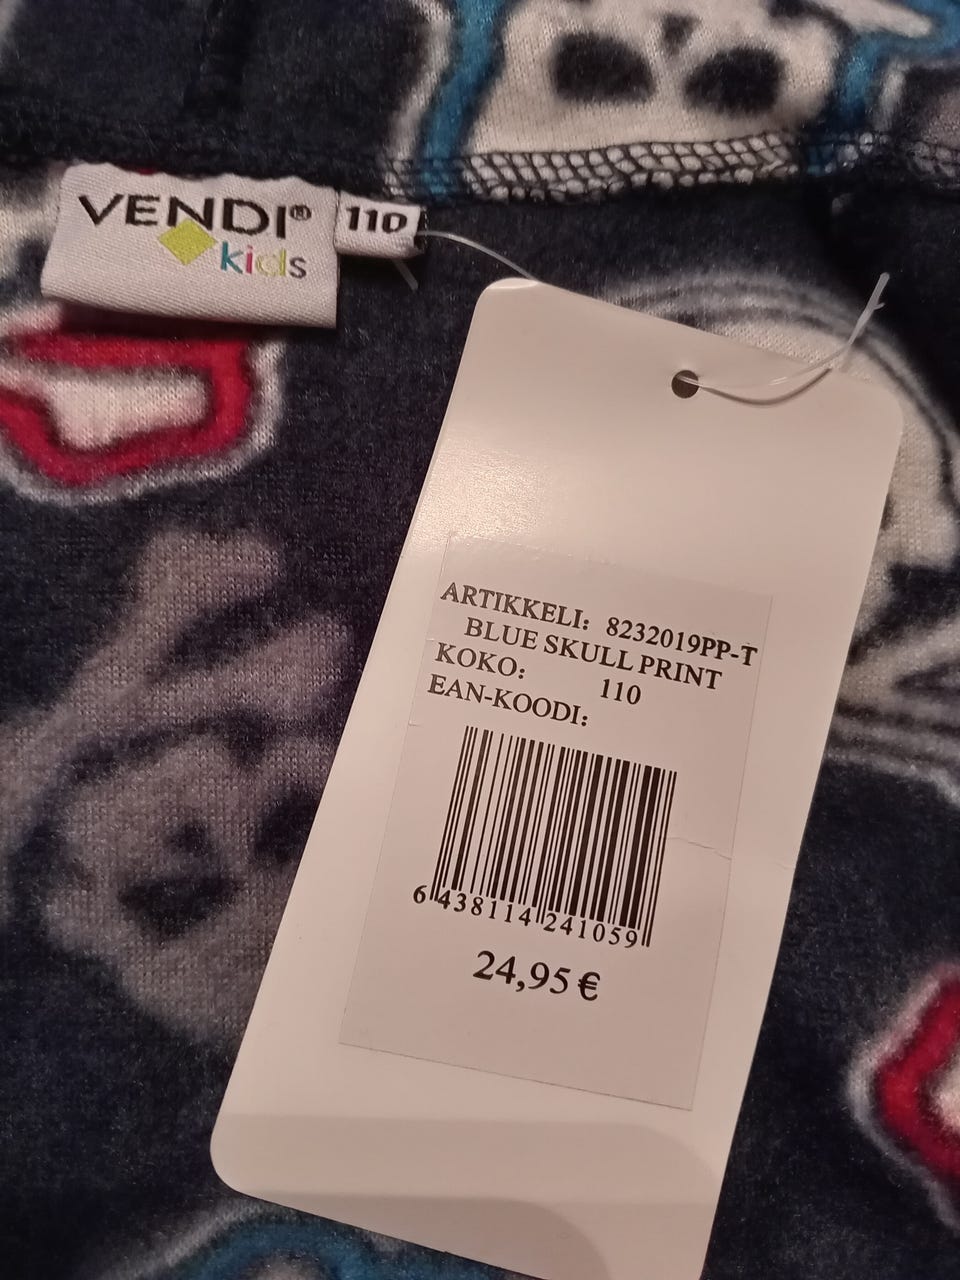 VENDI®
kids
110
ARTIKKELI: 8232019PP-T
BLUE SKULL PRINT
KOKO: 110
EAN-KOODI:
6 438114 241059
24,95 €